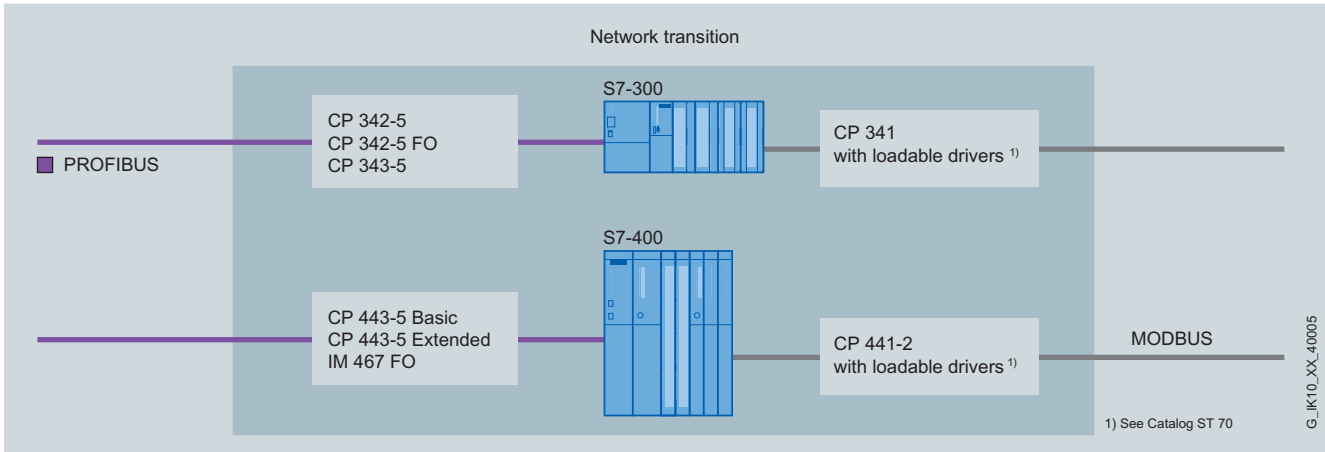 Network transition
S7-300
CP 342-5
CP 342-5 FO
CP 343-5
CP 341
with loadable drivers 1)
PROFIBUS
S7-400
CP 443-5 Basic
CP 443-5 Extended
IM 467 FO
CP 441-2
with loadable drivers 1)
MODBUS
1) See Catalog ST 70
G_IK10_XX_40005